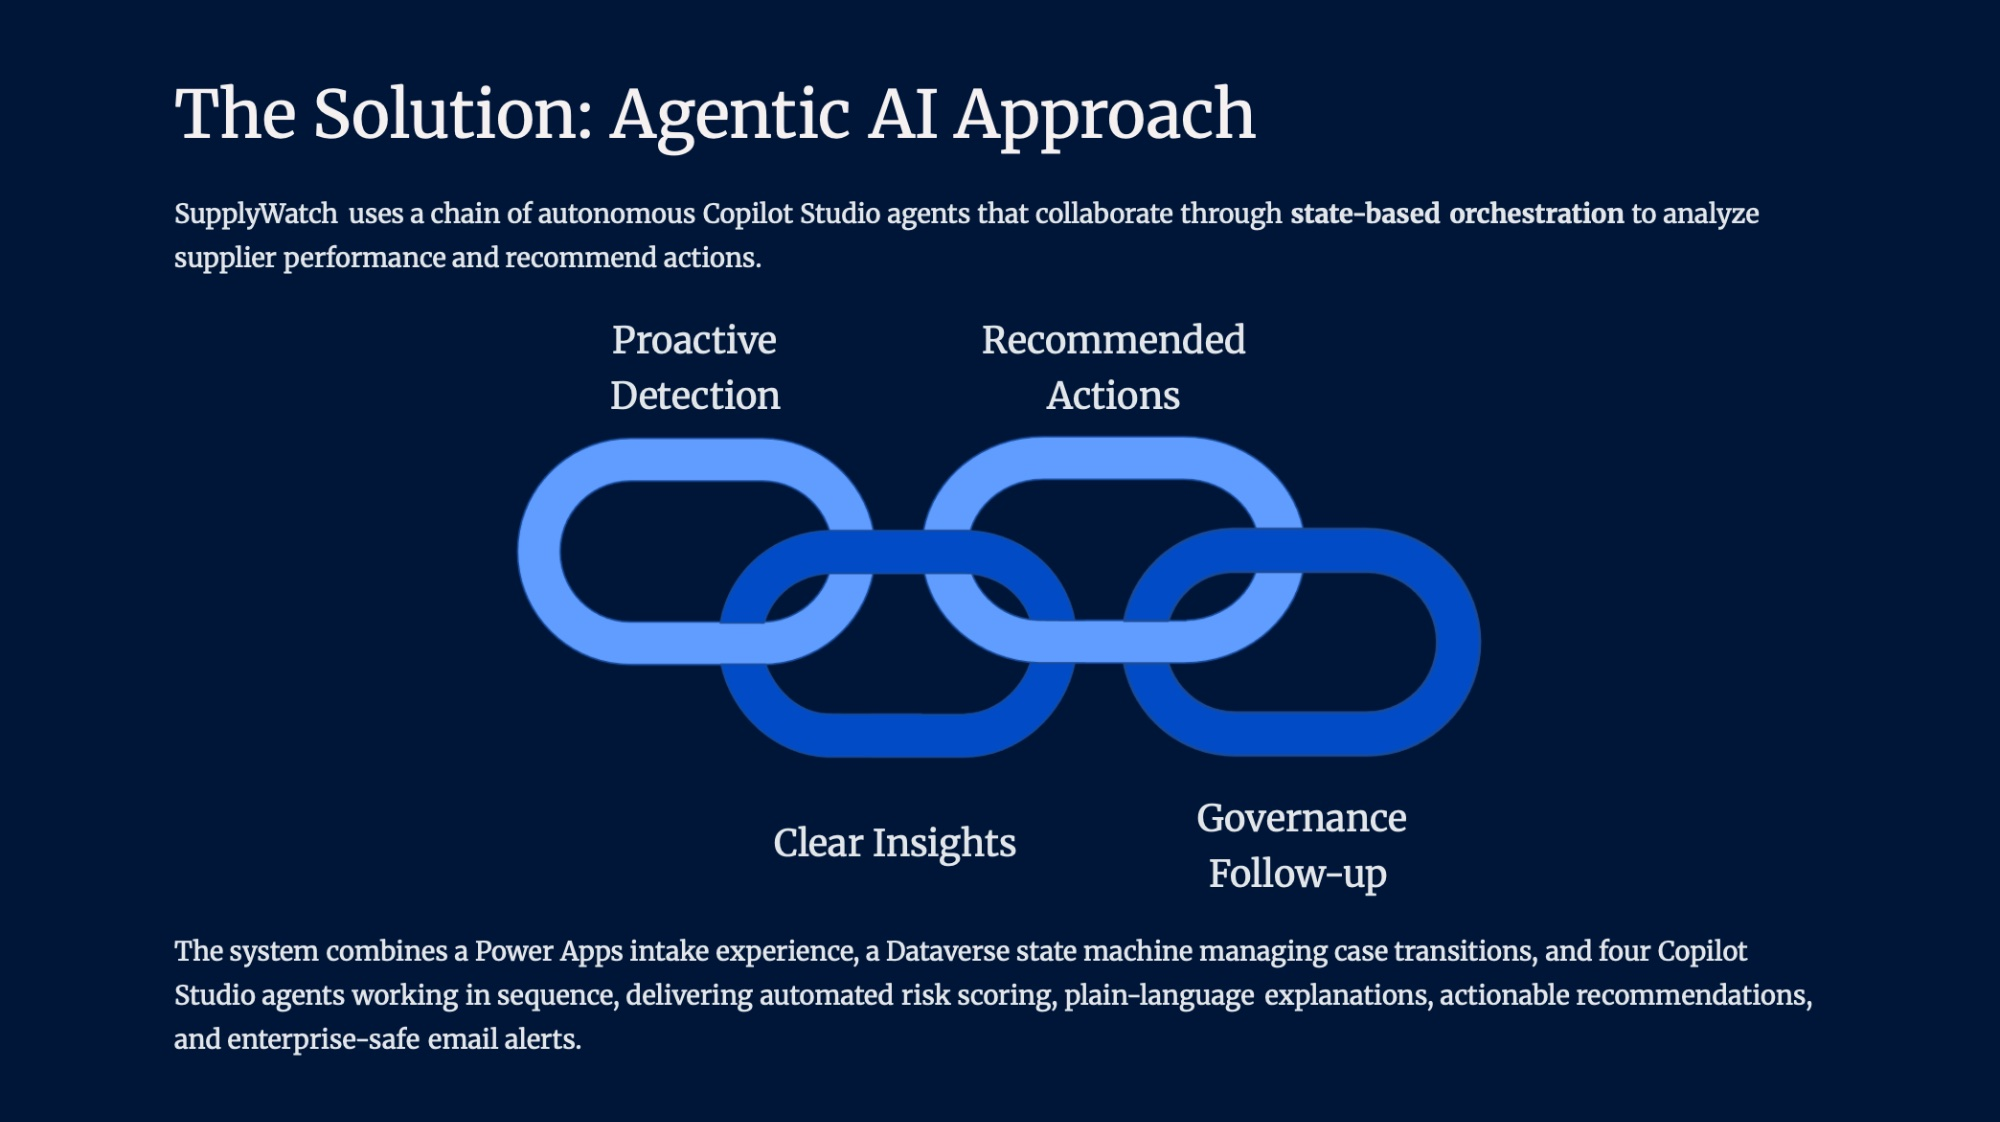 The Solution: Agentic AI Approach
SupplyWatch uses a chain of autonomous Copilot Studio agents that collaborate through state-based orchestration to analyze
supplier performance and recommend actions.
Proactive
Detection
Recommended
Actions
Clear Insights
Governance
Follow-up
The system combines a Power Apps intake experience, a Dataverse state machine managing case transitions, and four Copilot
Studio agents working in sequence, delivering automated risk scoring, plain-language explanations, actionable recommendations,
and enterprise-safe email alerts.